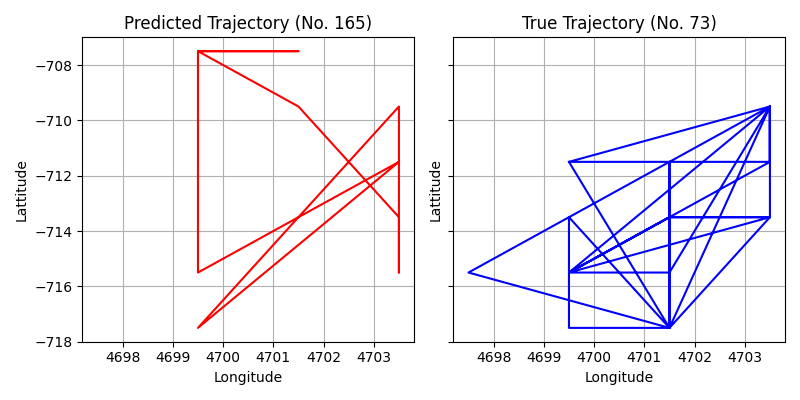 Predicted Trajectory (No. 165)
True Trajectory (No. 73)
−708
−710
−712
−714
−716
−718
Lattitude
Lattitude
4698 4699 4700 4701 4702 4703
4698 4699 4700 4701 4702 4703
Longitude
Longitude